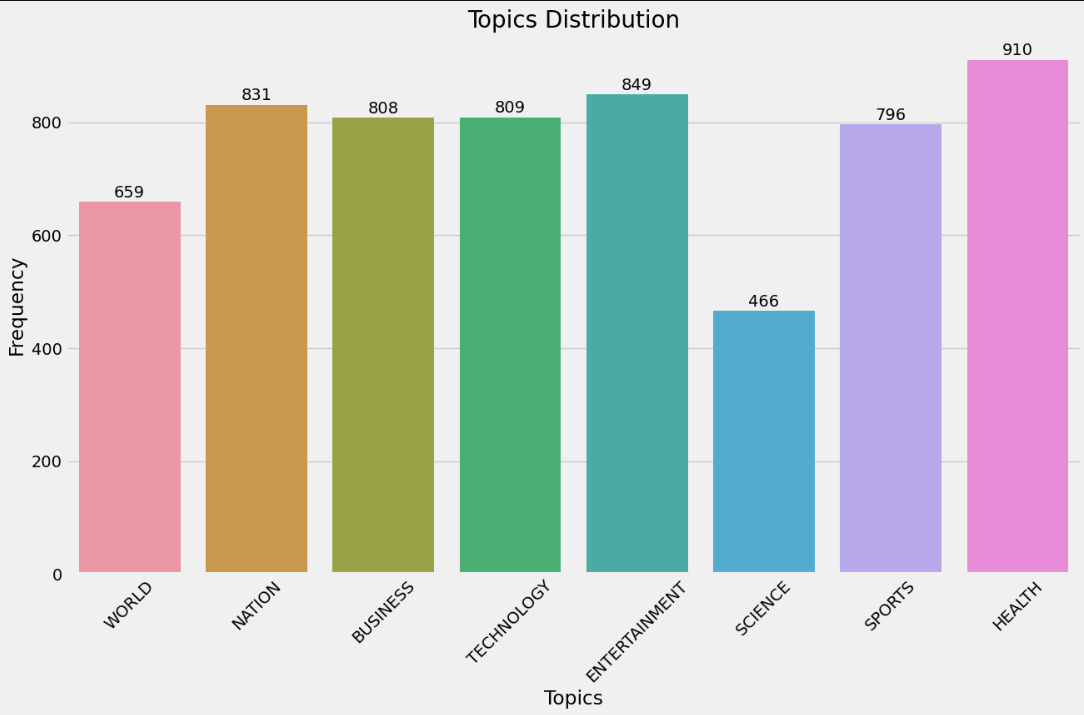 Topics Distribution
Frequency
800
600
400
200
0
659
831
808
809
849
466
796
910
WORLD
NATION
BUSINESS
TECHNOLOGY
ENTERTAINMENT
SCIENCE
SPORTS
HEALTH
Topics